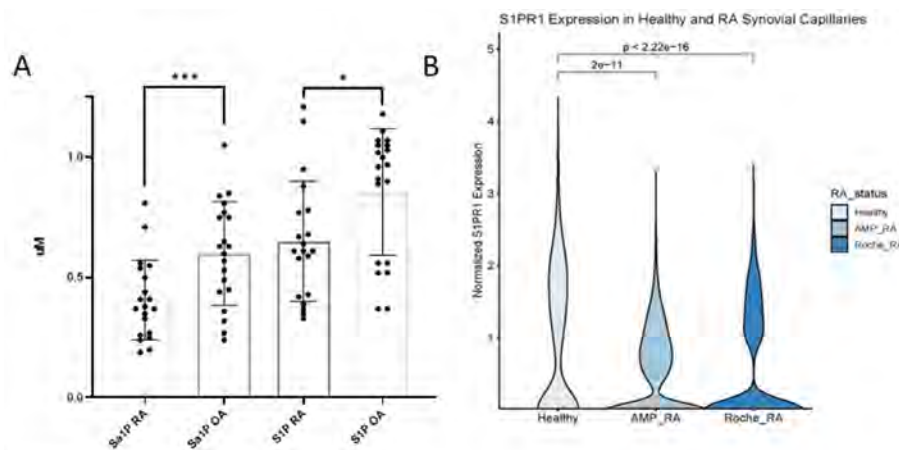 S1PR1 Expression in Healthy and RA Synovial Capillaries
A
B
***
*
p < 2.22e−16
2e−11
1.0
0.5
0.0
uM
Sa1P RA
Sa1P OA
S1P RA
S1P OA
5
4
3
2
1
Normalized S1PR1 Expression
Healthy
AMP_RA
Roche_RA
RA_status
Healthy
AMP_RA
Roche_RA